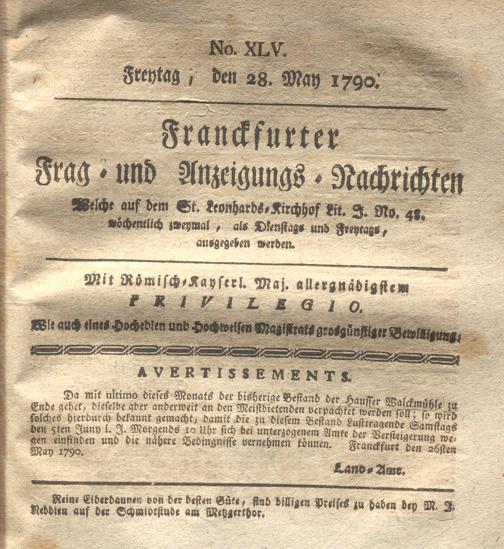 No. XLV.
Freytag, den 28. May 1790.
Franckfurter
Frag- und Anzeigungs-Nachrichten
Welche auf dem St. Leonhards-Kirchhof Lit. J. No. 48.
wöchentlich zweymal, als Dienstags und Freytags,
ausgegeben werden.
Mit Römisch-Kayserl. Maj. allergnädigstem
PRIVILEGIO.
Wie auch eines Hochedlen und Hochweisen Magistrats grosgünstiger Bewilligung.
AVERTISSEMENTS.
Da mit ultimo dieses Monats der bisherige Bestand der Hausser Walckmühle zu
Ende gehet, dieselbe aber anderweit an den Meistbietenden verpachtet werden soll; so wird
solches hierdurch bekannt gemacht, damit die zu diesem Bestand Lusttragende Samstags
den 5ten Juny i. J. Morgends 10 Uhr sich bei unterzogenem Amte der Versteigerung we-
gen einfinden und die nähere Bedingnisse vernehmen können. Franckfurt den 26sten
May 1790.
Land-Amt.
Reine Eiderdaunen von der besten Güte, sind billigen Preises zu haben bey M. J.
Neddien auf der Schmidtstude am Metzgerthor.